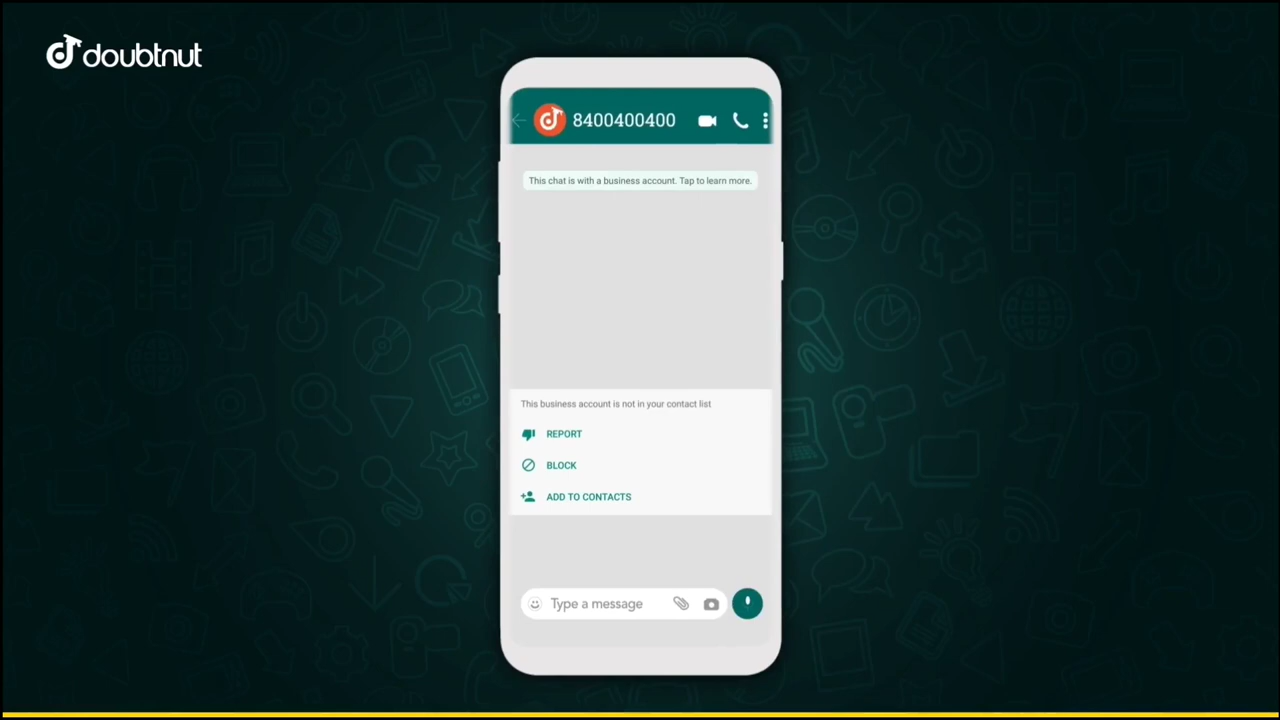 doubtnut
8400400400
This chat is with a business account. Tap to learn more.
This business account is not in your contact list
REPORT
BLOCK
ADD TO CONTACTS
Type a message